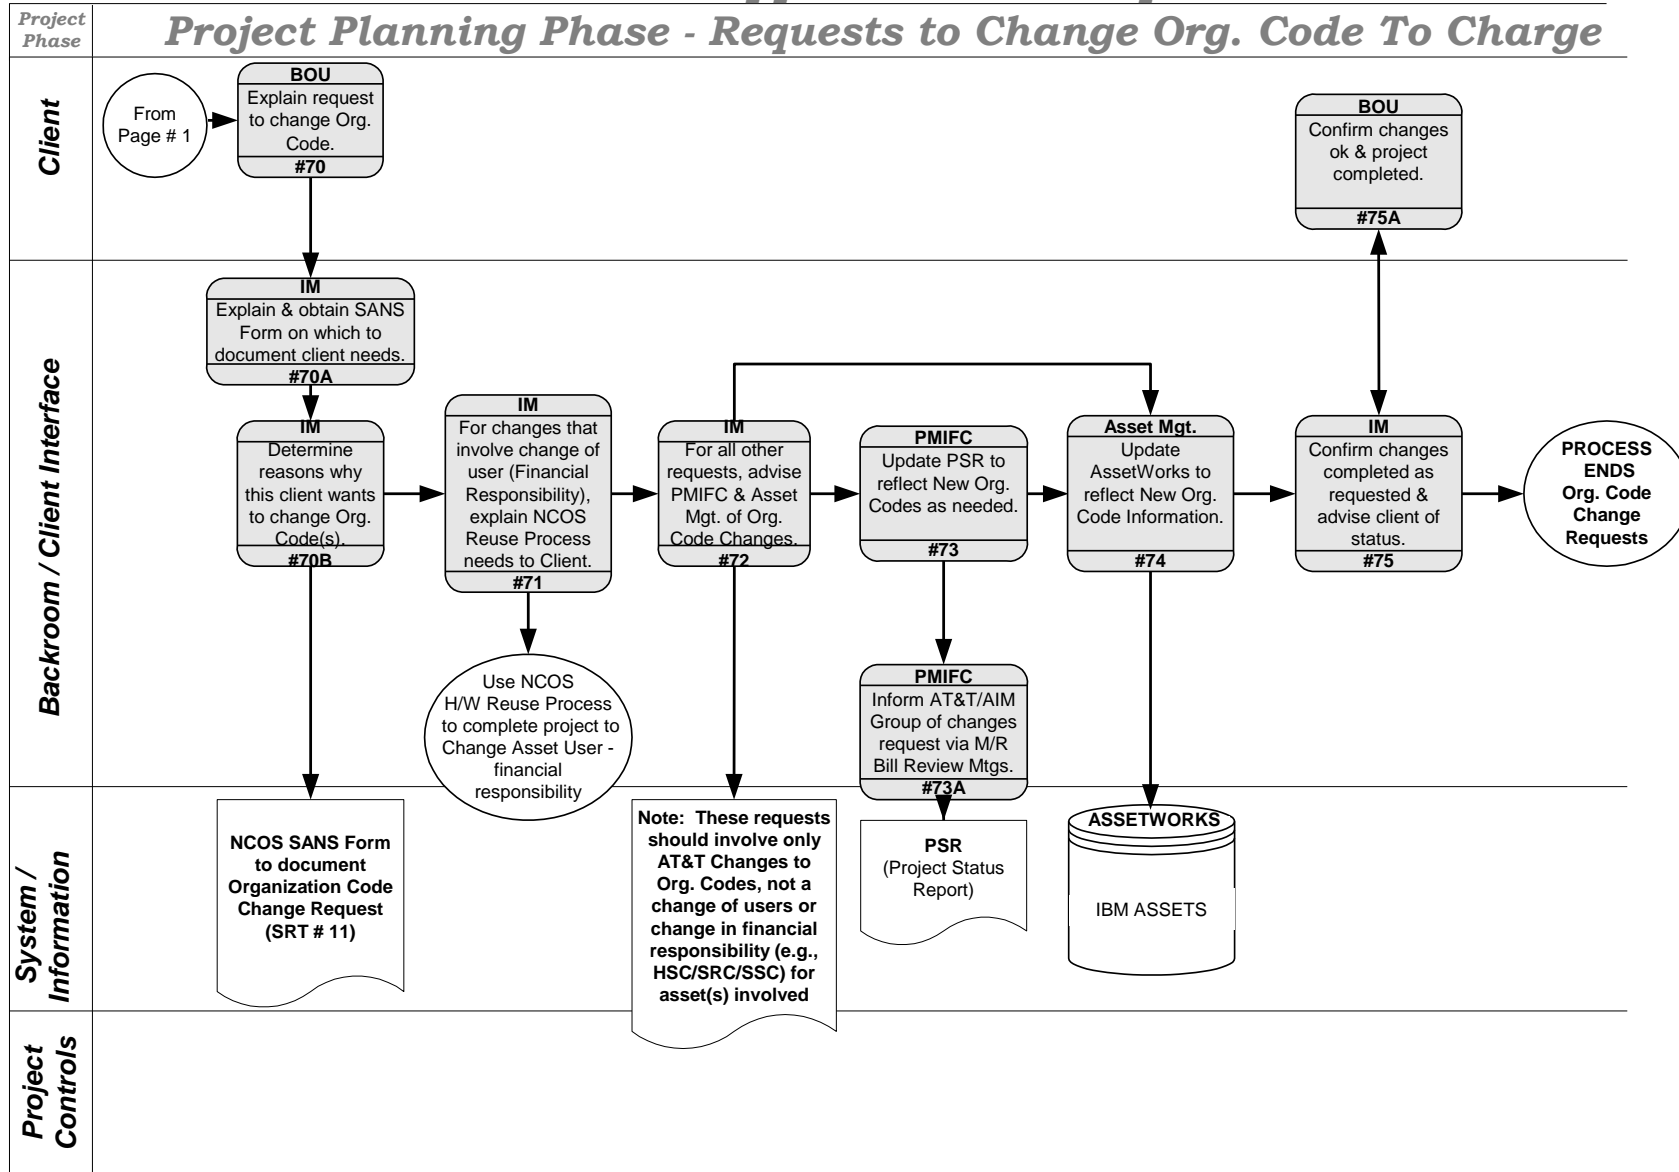 Project
Phase
Project Planning Phase - Requests to Change Org. Code To Charge
Client
From
Page # 1
BOU
Explain request
to change Org.
Code.
#70
BOU
Confirm changes
ok & project
completed.
#75A
Backroom / Client Interface
IM
Explain & obtain SANS
Form on which to
document client needs.
#70A
IM
Determine
reasons why
this client wants
to change Org.
Code(s).
#70B
IM
For changes that
involve change of
user (Financial
Responsibility),
explain NCOS
Reuse Process
needs to Client.
#71
IM
For all other
requests, advise
PMIFC & Asset
Mgt. of Org.
Code Changes.
#72
PMIFC
Update PSR to
reflect New Org.
Codes as needed.
#73
Asset Mgt.
Update
AssetWorks to
reflect New Org.
Code Information.
#74
IM
Confirm changes
completed as
requested &
advise client of
status.
#75
PROCESS
ENDS
Org. Code
Change
Requests
Use NCOS
H/W Reuse Process
to complete project to
Change Asset User -
financial
responsibility
PMIFC
Inform AT&T/AIM
Group of changes
request via M/R
Bill Review Mtgs.
#73A
System /
Information
NCOS SANS Form
to document
Organization Code
Change Request
(SRT # 11)
Note: These requests
should involve only
AT&T Changes to
Org. Codes, not a
change of users or
change in financial
responsibility (e.g.,
HSC/SRC/SSC) for
asset(s) involved
PSR
(Project Status
Report)
ASSETWORKS
IBM ASSETS
Project
Controls